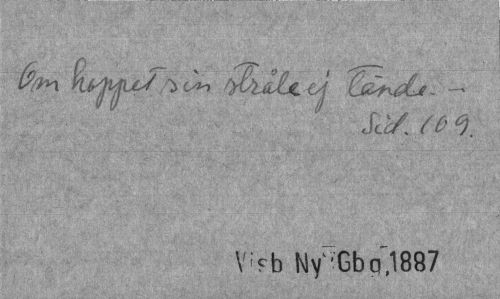 Om hoppet sin stråle ej tände. –
Sid. 109.
Visb Ny Gbg, 1887